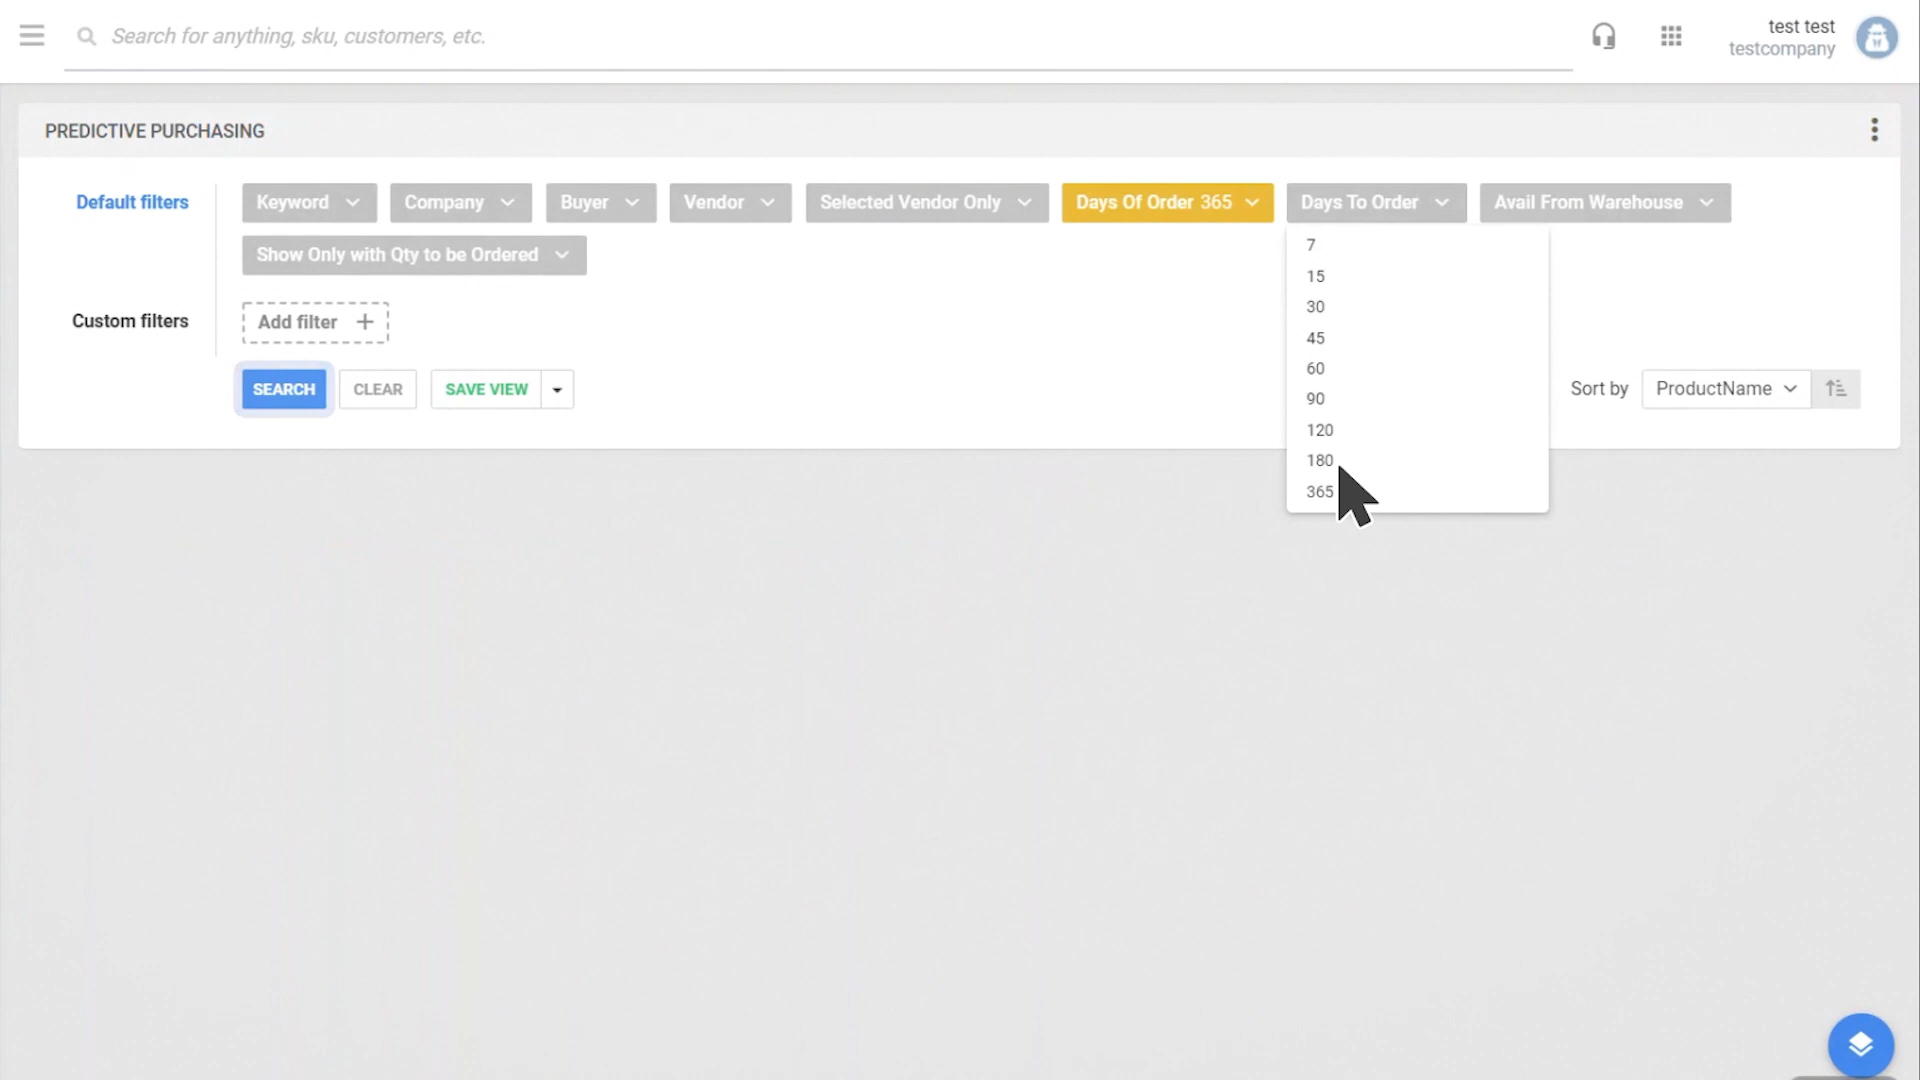 Search for anything, sku, customers, etc.
test test
testcompany
PREDICTIVE PURCHASING
Default filters
Keyword
Company
Buyer
Vendor
Selected Vendor Only
Days Of Order 365
Days To Order
Avail From Warehouse
Show Only with Qty to be Ordered
7
15
30
45
60
90
120
180
365
Custom filters
Add filter
SEARCH
CLEAR
SAVE VIEW
Sort by
ProductName